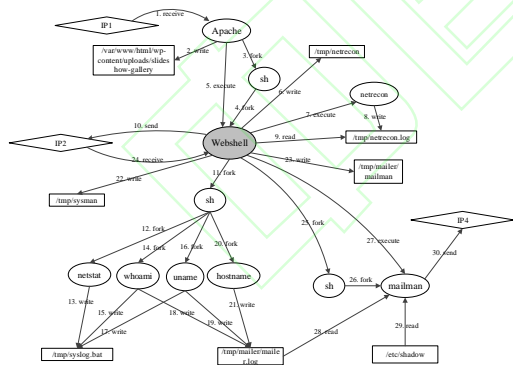 1. receive
IP1
Apache
2. write
3. fork
/var/www/html/wp-
content/uploads/slides
how-gallery
/tmp/netrecon
sh
5. execute
6. write
netrecon
4. fork
7. execute
8. write
10. send
Webshell
9. read
/tmp/netrecon.log
IP2
24. receive
23. write
/tmp/mailer/
mailman
22. write
11. fork
/tmp/sysman
sh
IP4
12. fork
14. fork
16. fork
20. fork
25. fork
27. execute
30. send
netstat
whoami
uname
hostname
sh
26. fork
mailman
13. write
15. write
18. write
21. write
19. write
17. write
28. read
29. read
/tmp/syslog.bat
/tmp/mailer/maile
r.log
/etc/shadow